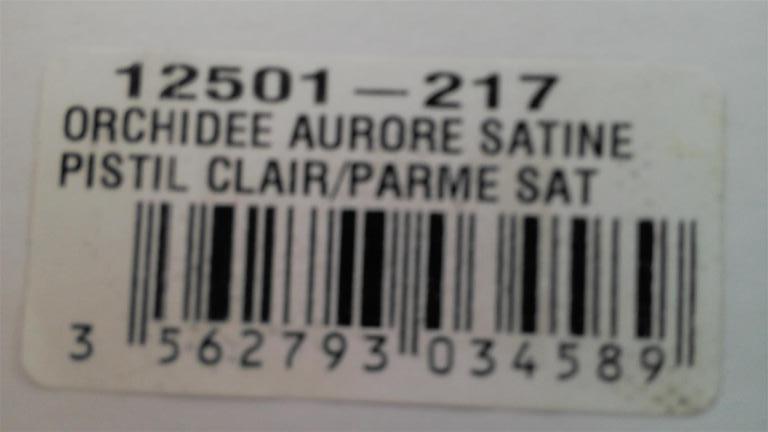 12501-217
ORCHIDEE AURORE SATINE
PISTIL CLAIR/PARME SAT
3 562793 034589